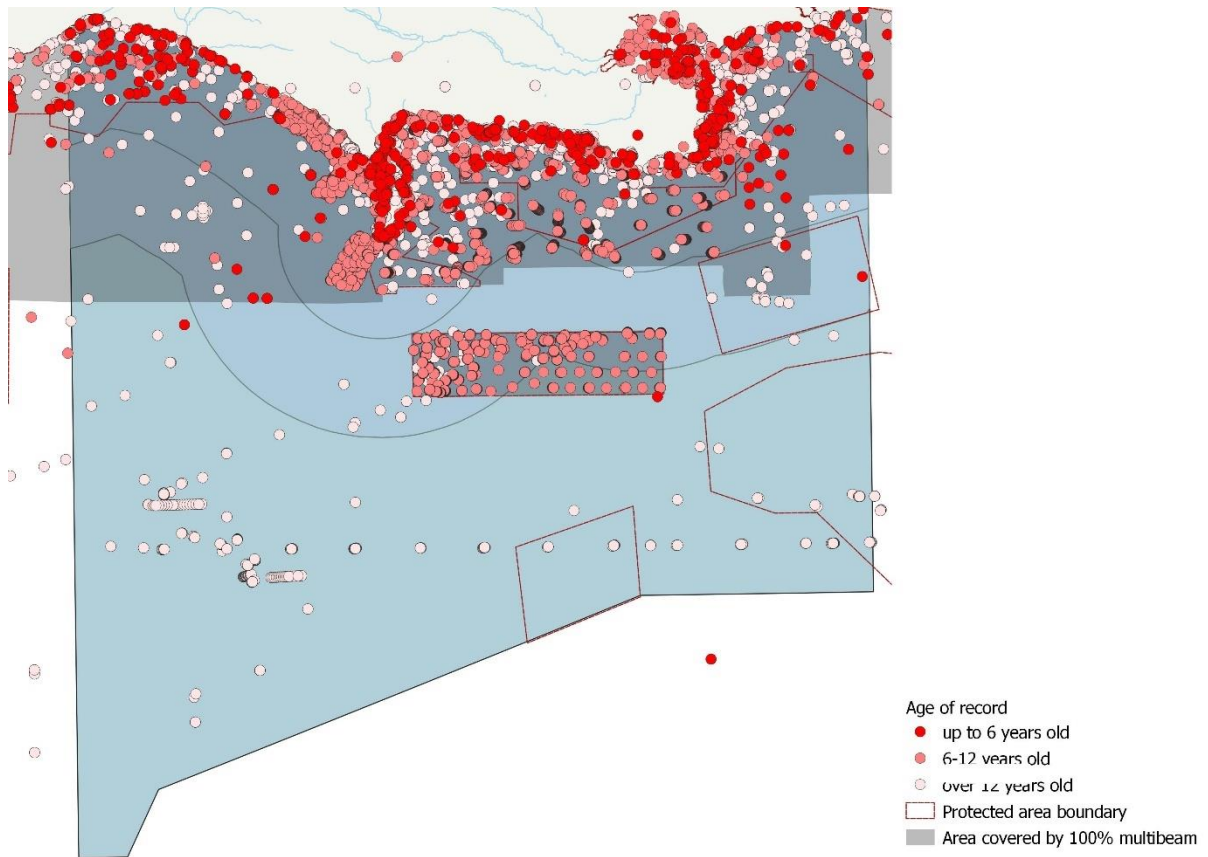 Age of record
up to 6 years old
6-12 years old
over 12 years old
Protected area boundary
Area covered by 100% multibeam